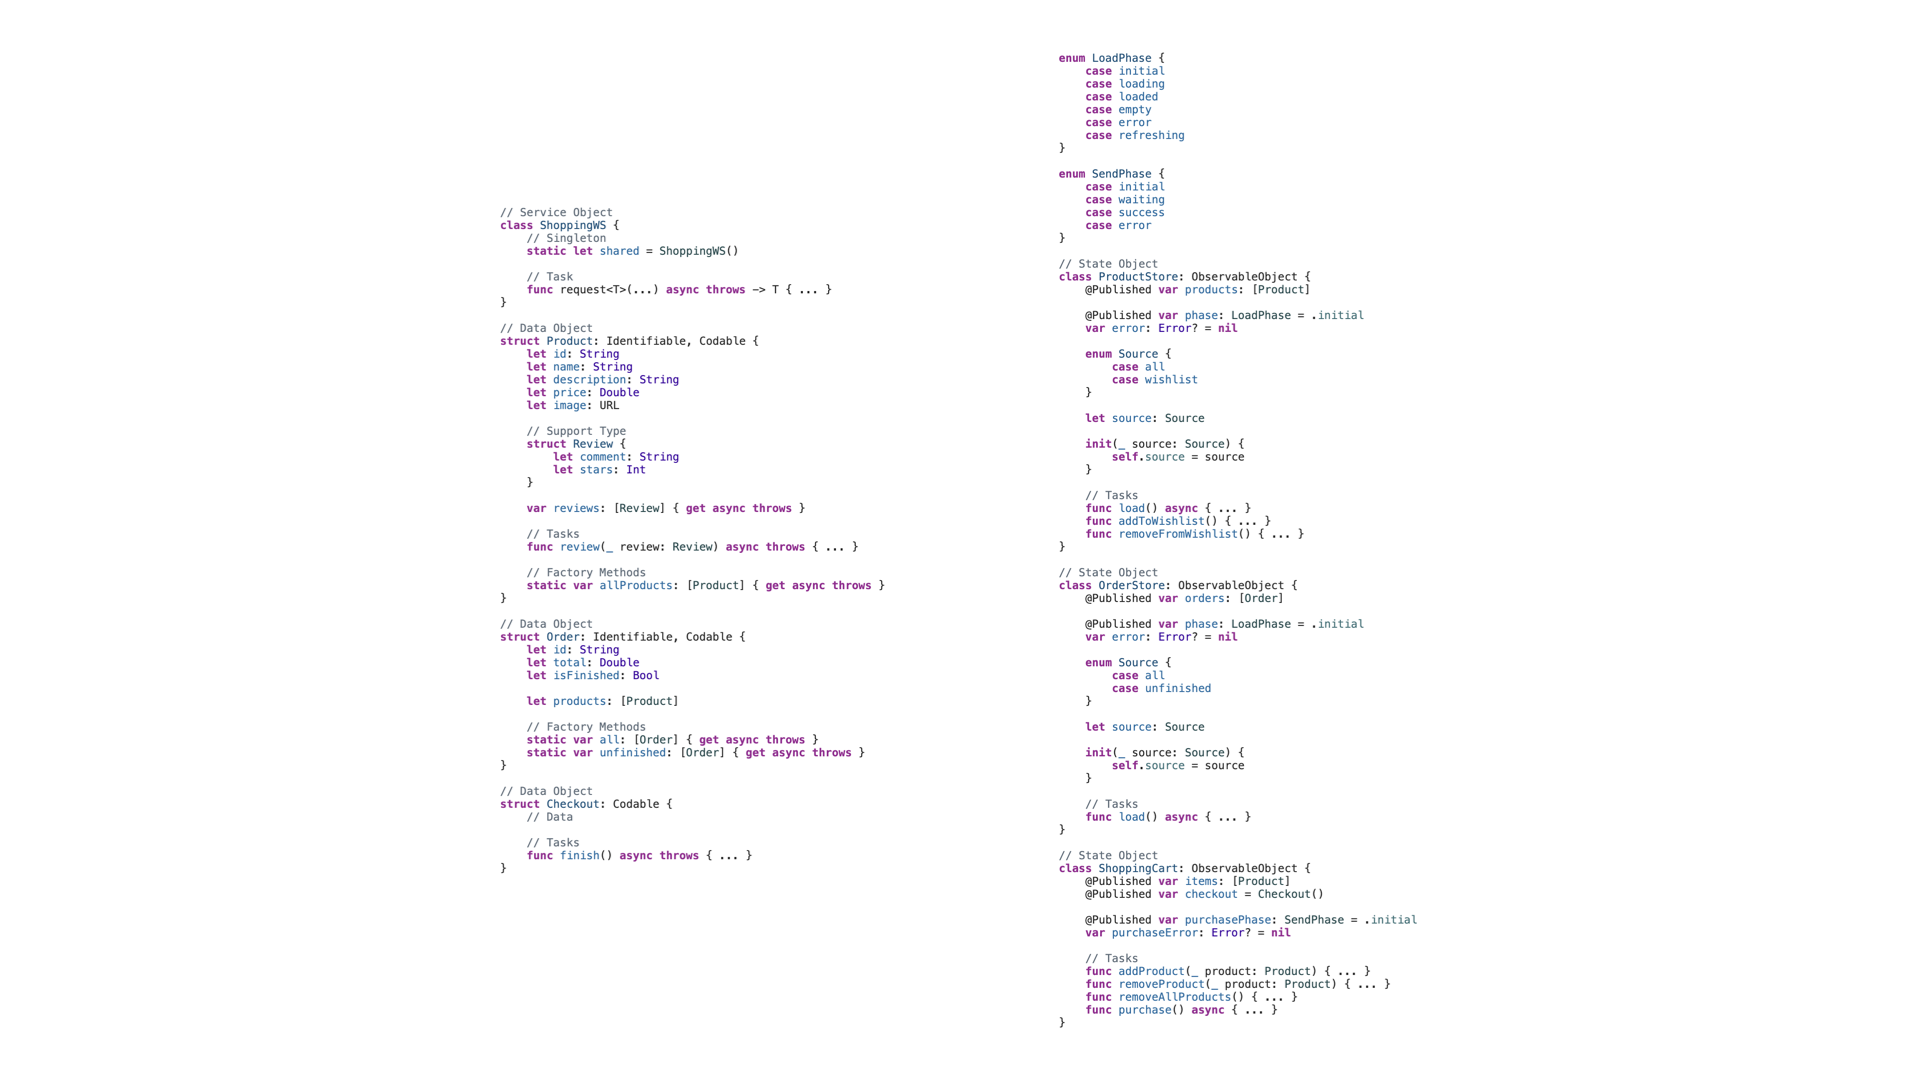 // Service Object
class ShoppingWS {
    // Singleton
    static let shared = ShoppingWS()

    // Task
    func request<T>(...) async throws -> T { ... }
}

// Data Object
struct Product: Identifiable, Codable {
    let id: String
    let name: String
    let description: String
    let price: Double
    let image: URL

    // Support Type
    struct Review {
        let comment: String
        let stars: Int
    }

    var reviews: [Review] { get async throws }

    // Tasks
    func review(_ review: Review) async throws { ... }

    // Factory Methods
    static var allProducts: [Product] { get async throws }
}

// Data Object
struct Order: Identifiable, Codable {
    let id: String
    let total: Double
    let isFinished: Bool

    let products: [Product]

    // Factory Methods
    static var all: [Order] { get async throws }
    static var unfinished: [Order] { get async throws }
}

// Data Object
struct Checkout: Codable {
    // Data

    // Tasks
    func finish() async throws { ... }
}

enum LoadPhase {
    case initial
    case loading
    case loaded
    case empty
    case error
    case refreshing
}

enum SendPhase {
    case initial
    case waiting
    case success
    case error
}

// State Object
class ProductStore: ObservableObject {
    @Published var products: [Product]

    @Published var phase: LoadPhase = .initial
    var error: Error? = nil

    enum Source {
        case all
        case wishlist
    }

    let source: Source

    init(_ source: Source) {
        self.source = source
    }

    // Tasks
    func load() async { ... }
    func addToWishlist() { ... }
    func removeFromWishlist() { ... }
}

// State Object
class OrderStore: ObservableObject {
    @Published var orders: [Order]

    @Published var phase: LoadPhase = .initial
    var error: Error? = nil

    enum Source {
        case all
        case unfinished
    }

    let source: Source

    init(_ source: Source) {
        self.source = source
    }

    // Tasks
    func load() async { ... }
}

// State Object
class ShoppingCart: ObservableObject {
    @Published var items: [Product]
    @Published var checkout = Checkout()

    @Published var purchasePhase: SendPhase = .initial
    var purchaseError: Error? = nil

    // Tasks
    func addProduct(_ product: Product) { ... }
    func removeProduct(_ product: Product) { ... }
    func removeAllProducts() { ... }
    func purchase() async { ... }
}